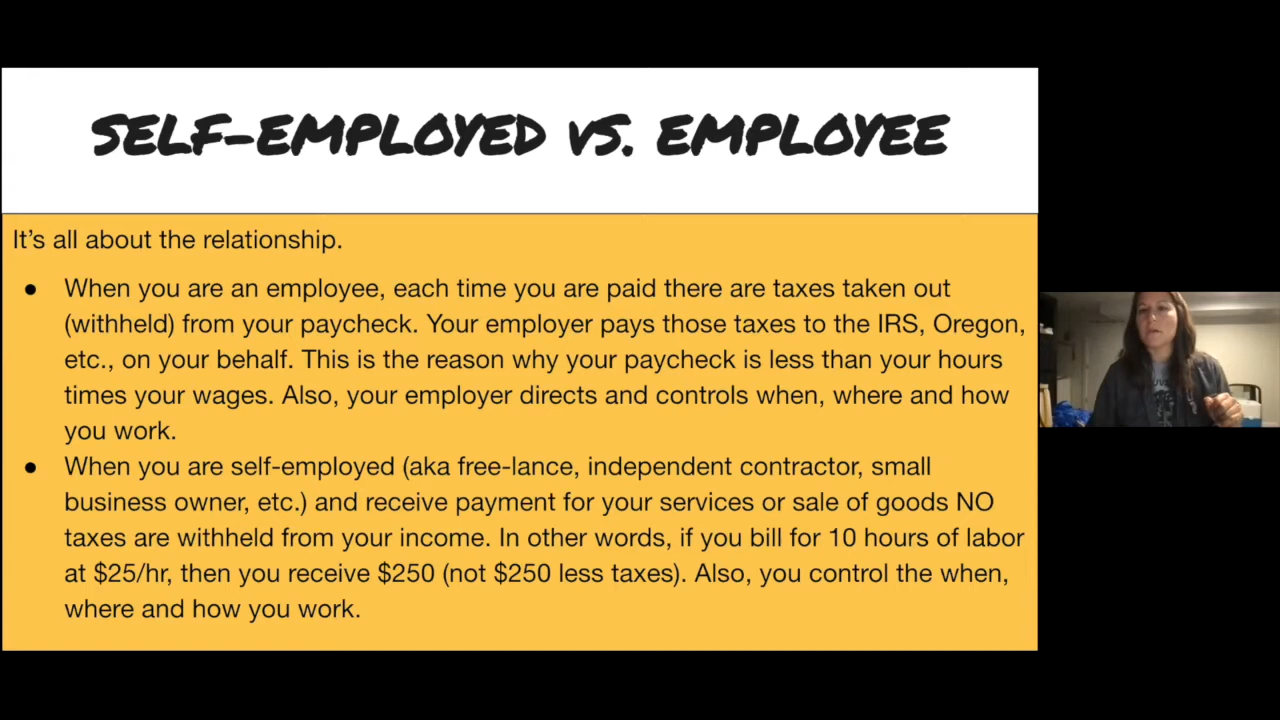 SELF-EMPLOYED VS. EMPLOYEE
It's all about the relationship.
● When you are an employee, each time you are paid there are taxes taken out
(withheld) from your paycheck. Your employer pays those taxes to the IRS, Oregon,
etc., on your behalf. This is the reason why your paycheck is less than your hours
times your wages. Also, your employer directs and controls when, where and how
you work.
● When you are self-employed (aka free-lance, independent contractor, small
business owner, etc.) and receive payment for your services or sale of goods NO
taxes are withheld from your income. In other words, if you bill for 10 hours of labor
at $25/hr, then you receive $250 (not $250 less taxes). Also, you control the when,
where and how you work.